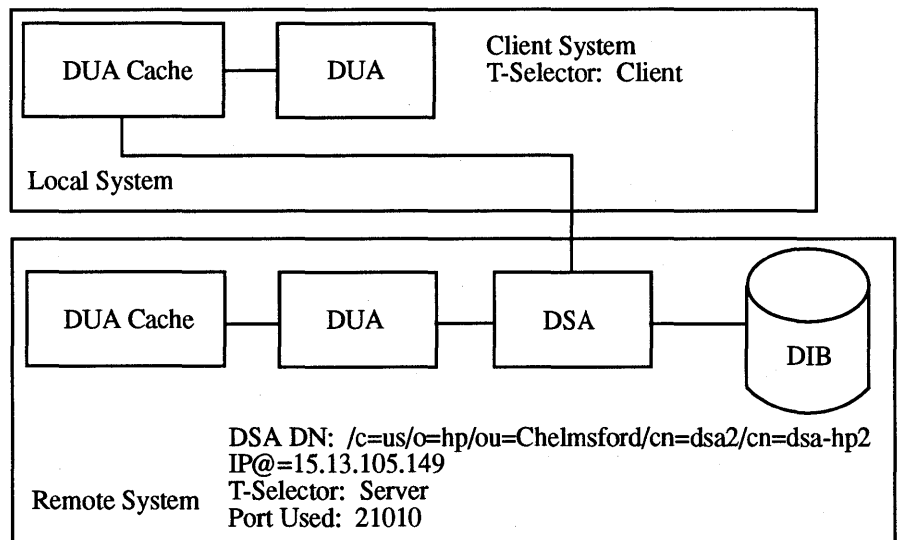 DUA Cache
DUA
Client System
T-Selector: Client
Local System
DUA Cache
DUA
DSA
DIB
DSA DN: /c=us/o=hp/ou=Chelmsford/cn=dsa2/cn=dsa-hp2
IP@=15.13.105.149
T-Selector: Server
Port Used: 21010
Remote System